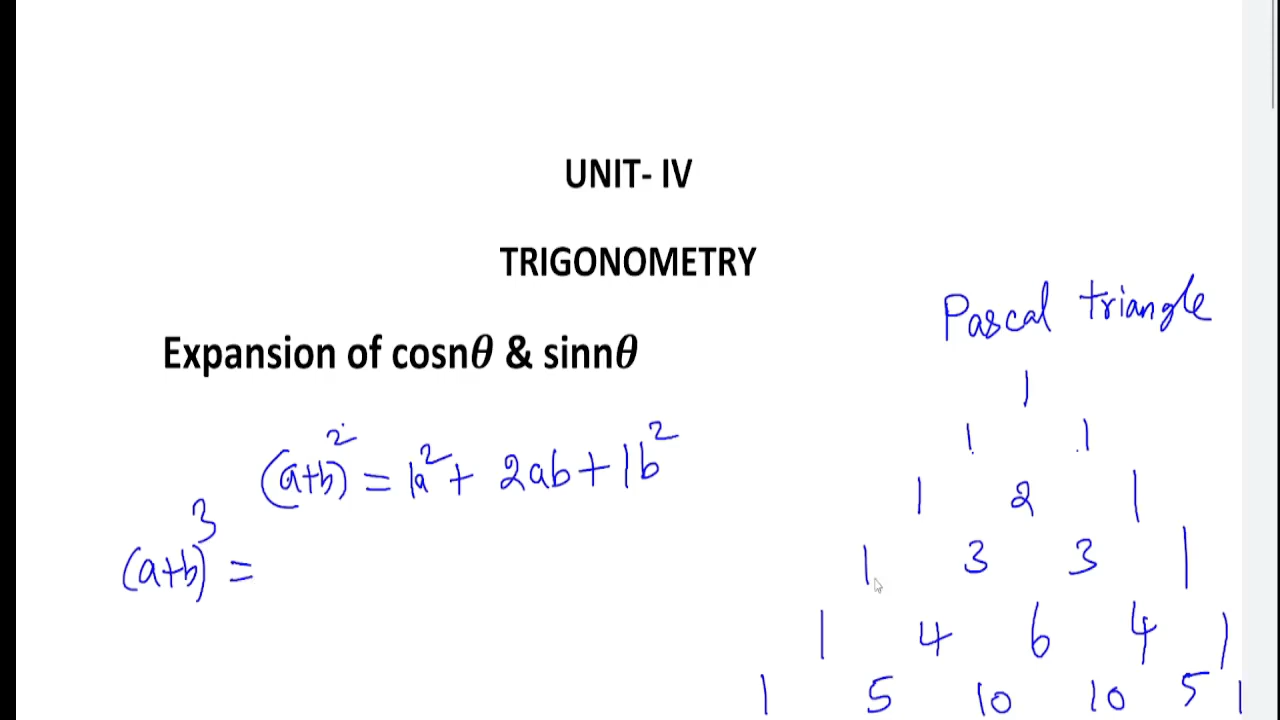 UNIT- IV
TRIGONOMETRY
Pascal triangle
Expansion of cosnθ & sinnθ
1
1 1
(a+b)² = 1a² + 2ab + 1b²
1 2 1
(a+b)³ =
1 3 3 1
1 4 6 4 1
1 5 10 10 5 1